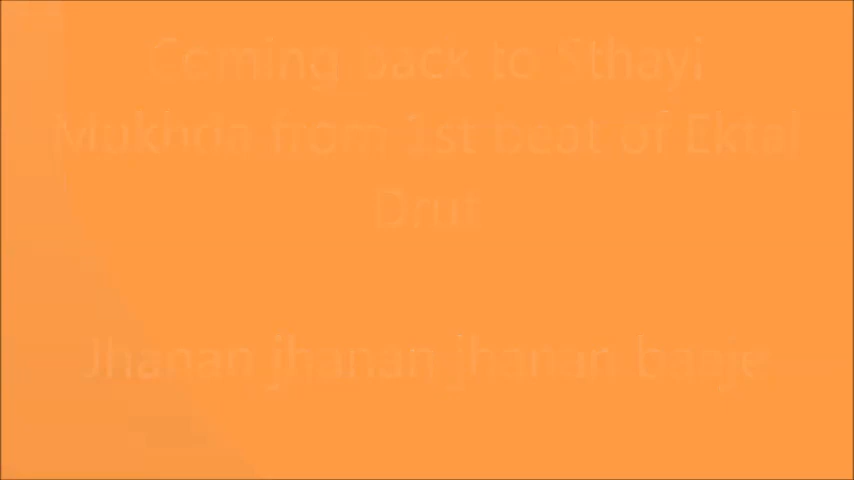 Coming back to Sthayi
Mukhda from 1st beat of Ektal
Drut
Jhanan jhanan jhanan baaje